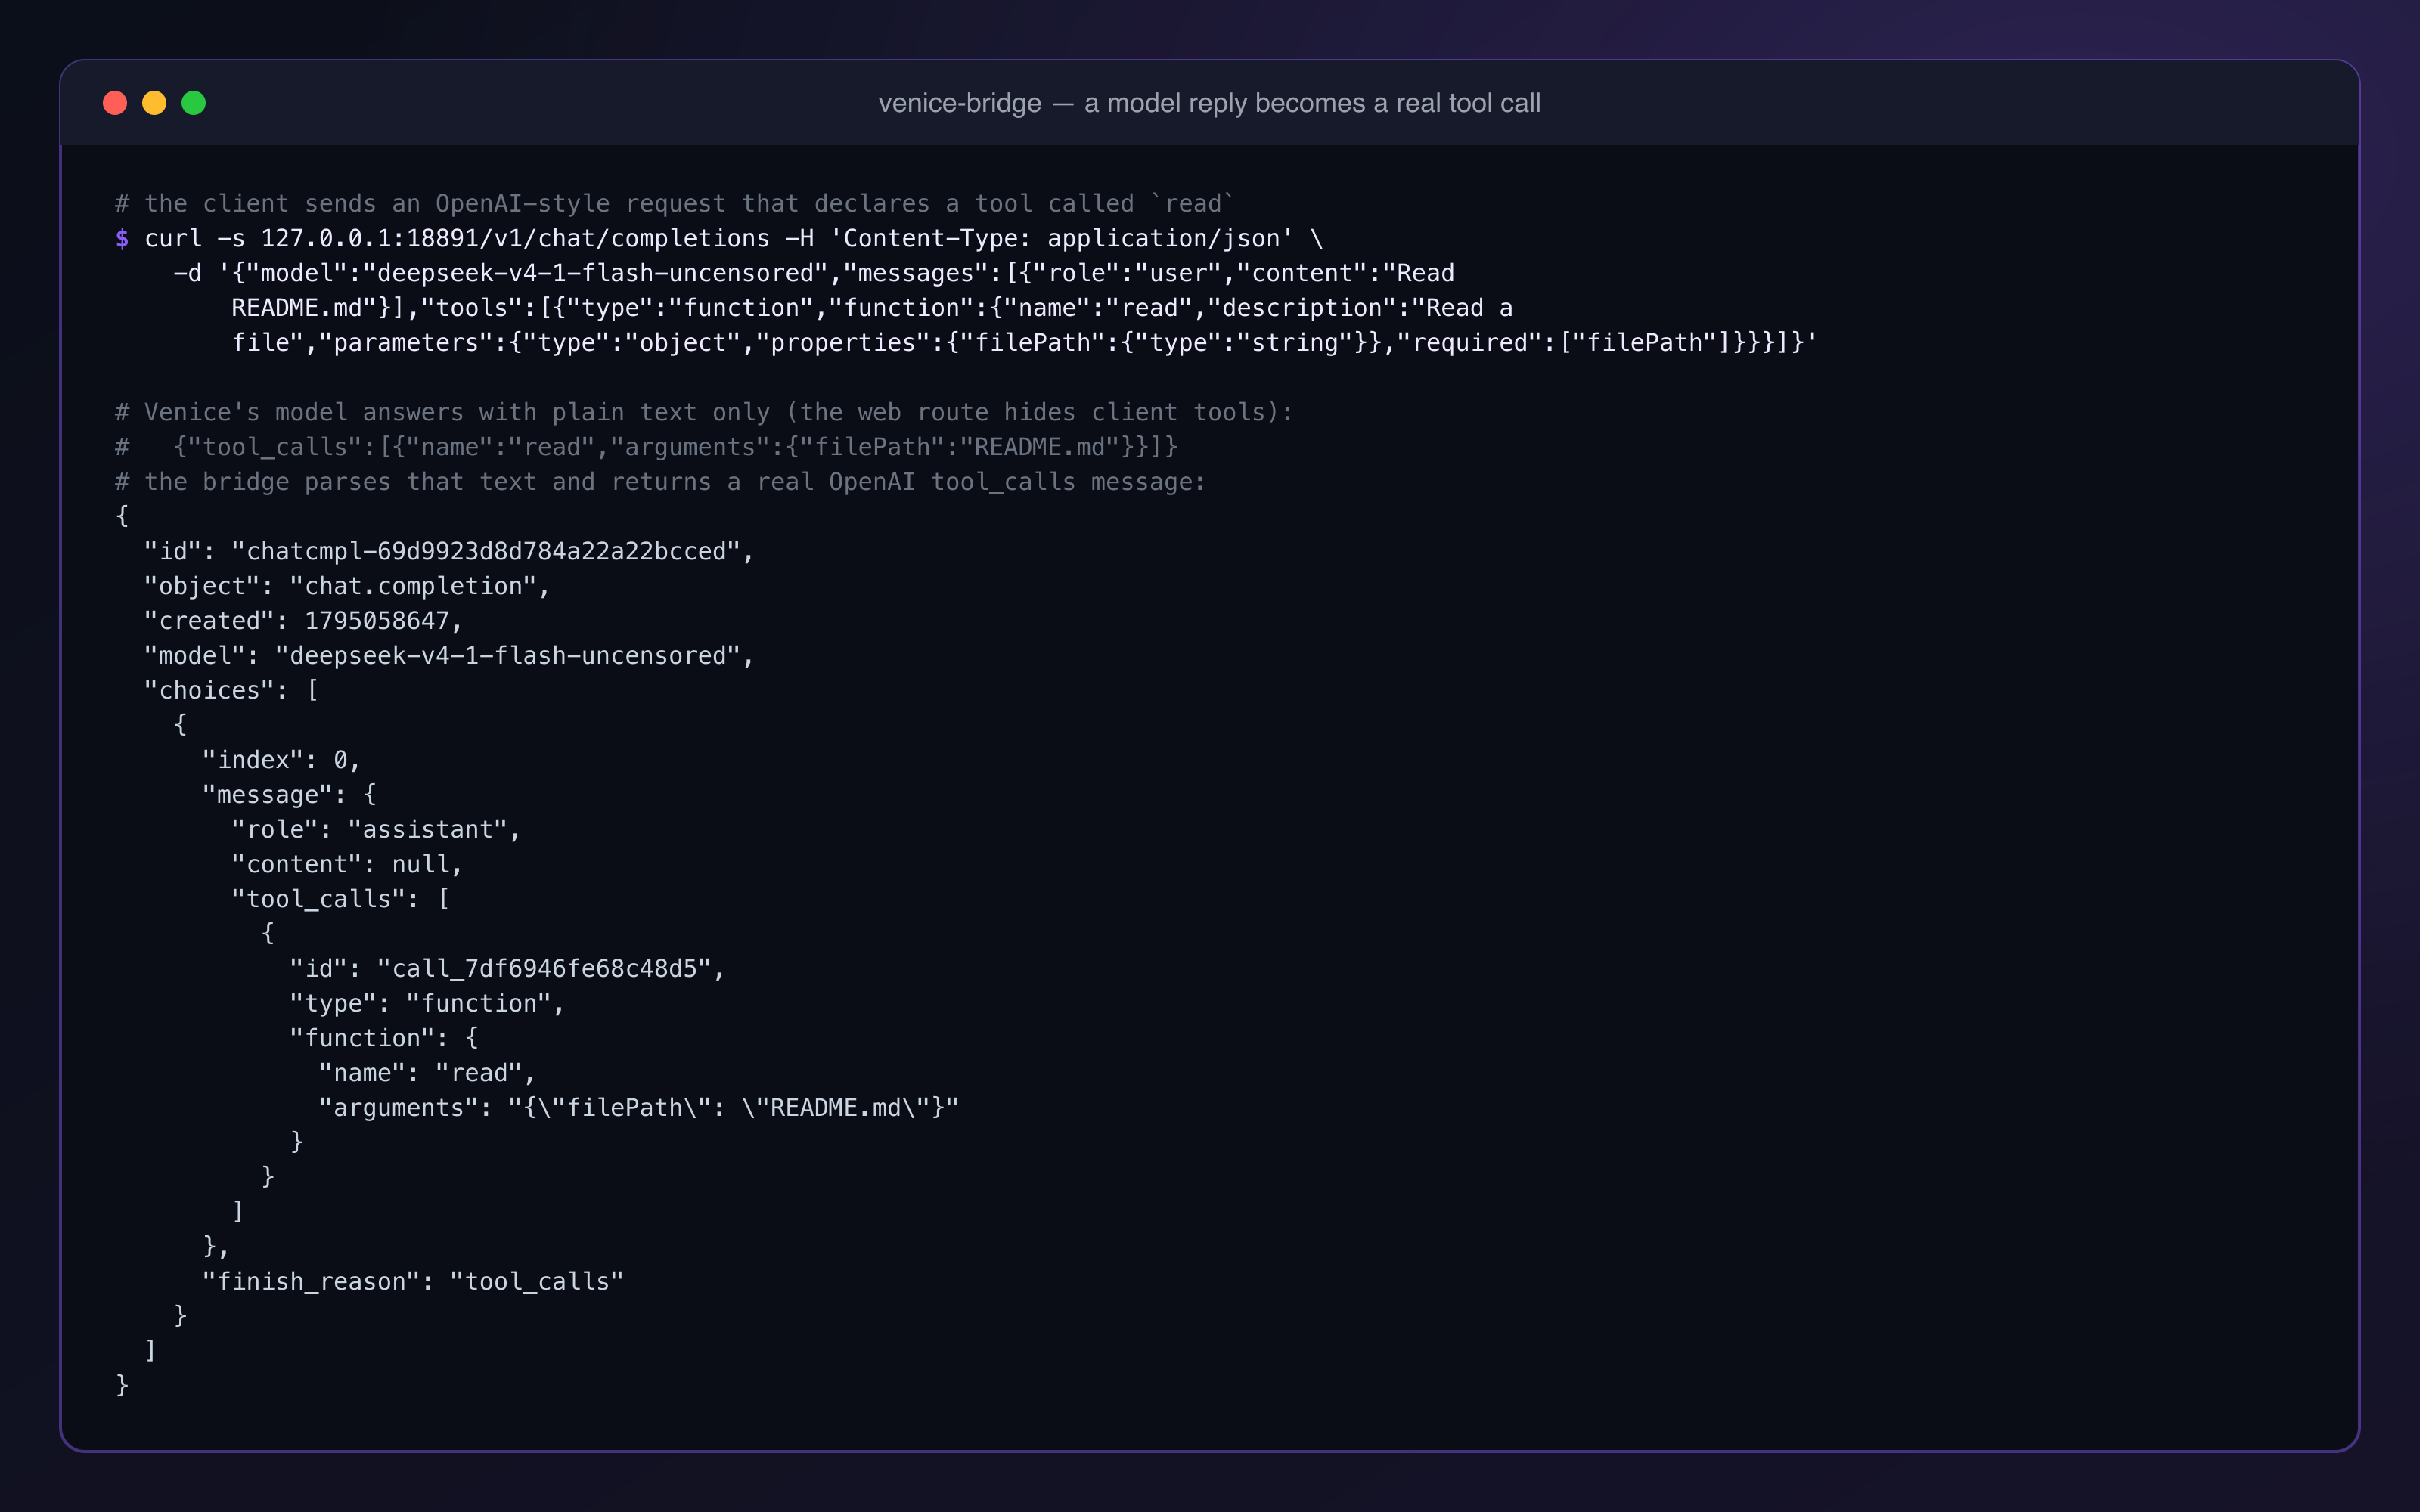 venice-bridge — a model reply becomes a real tool call
# the client sends an OpenAI-style request that declares a tool called `read`
$ curl -s 127.0.0.1:18891/v1/chat/completions -H 'Content-Type: application/json' \
    -d '{"model":"deepseek-v4-1-flash-uncensored","messages":[{"role":"user","content":"Read
        README.md"}],"tools":[{"type":"function","function":{"name":"read","description":"Read a
        file","parameters":{"type":"object","properties":{"filePath":{"type":"string"}},"required":["filePath"]}}}]}'
# Venice's model answers with plain text only (the web route hides client tools):
#   {"tool_calls":[{"name":"read","arguments":{"filePath":"README.md"}}]}
# the bridge parses that text and returns a real OpenAI tool_calls message:
{
  "id": "chatcmpl-69d9923d8d784a22a22bcced",
  "object": "chat.completion",
  "created": 1795058647,
  "model": "deepseek-v4-1-flash-uncensored",
  "choices": [
    {
      "index": 0,
      "message": {
        "role": "assistant",
        "content": null,
        "tool_calls": [
          {
            "id": "call_7df6946fe68c48d5",
            "type": "function",
            "function": {
              "name": "read",
              "arguments": "{\"filePath\": \"README.md\"}"
            }
          }
        ]
      },
      "finish_reason": "tool_calls"
    }
  ]
}